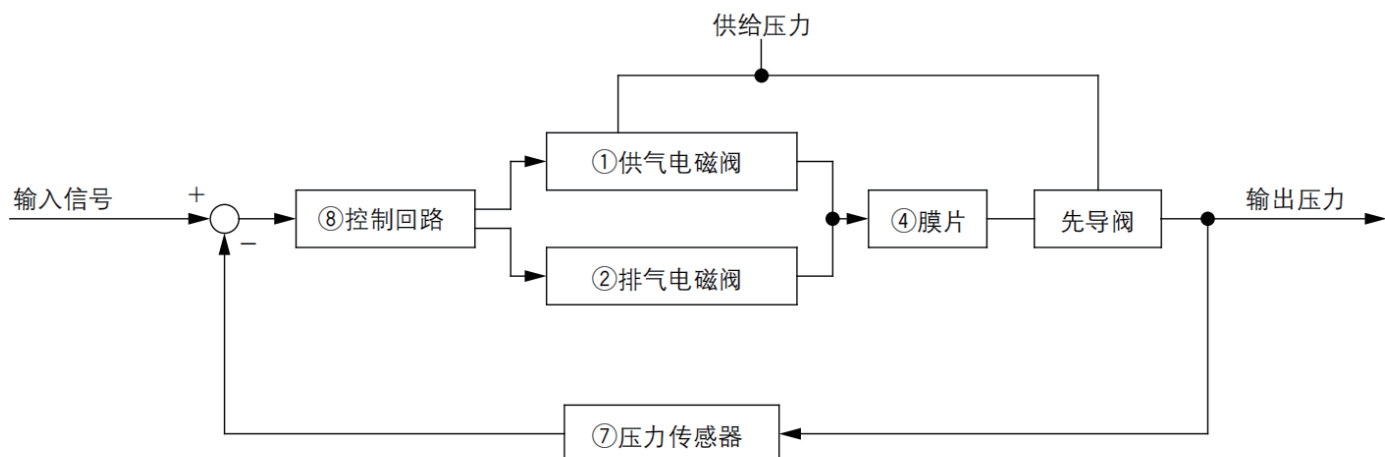 供给压力
①供气电磁阀
输入信号
+
⑧控制回路
④膜片
先导阀
输出压力
−
②排气电磁阀
⑦压力传感器